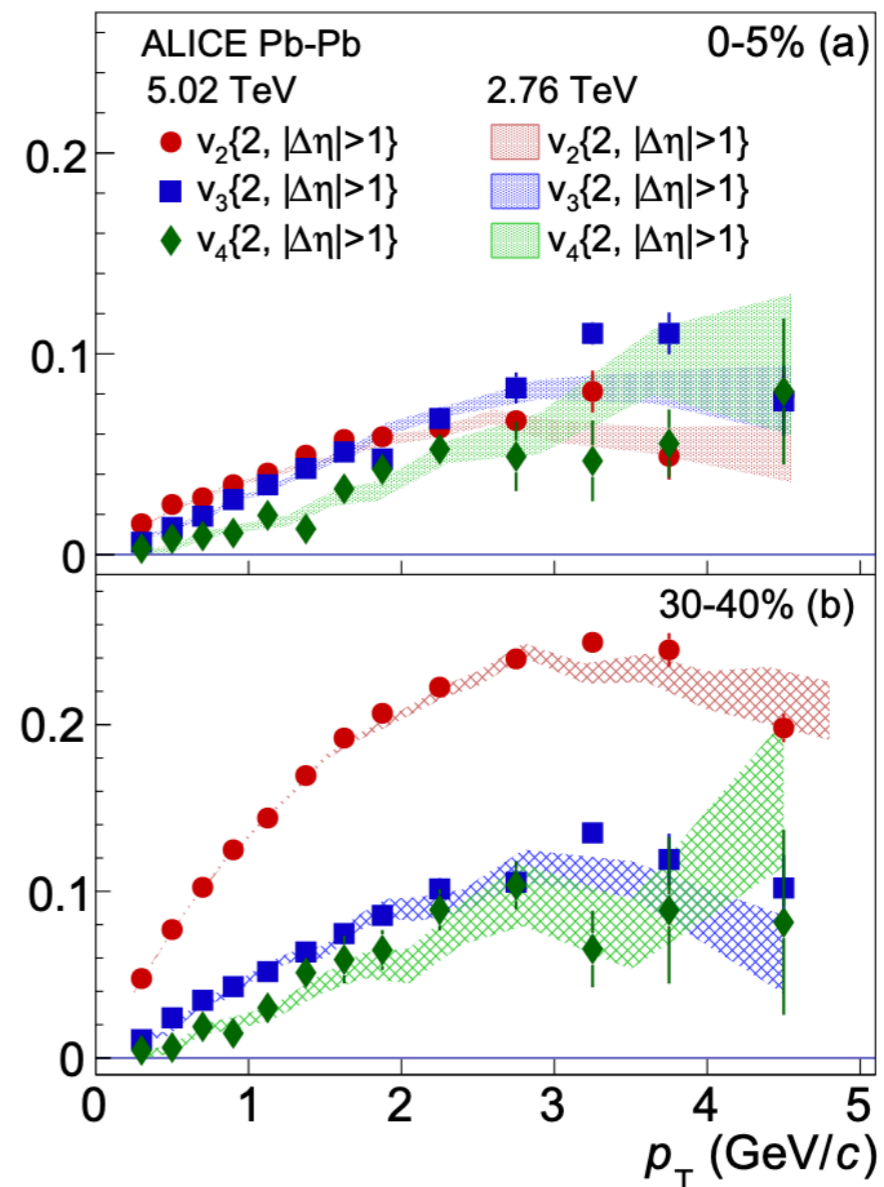 ALICE Pb-Pb 0-5% (a)
5.02 TeV 2.76 TeV
v₂{2, |Δη|>1} v₂{2, |Δη|>1}
v₃{2, |Δη|>1} v₃{2, |Δη|>1}
v₄{2, |Δη|>1} v₄{2, |Δη|>1}
0.2
0.1
0
30-40% (b)
0.2
0.1
0
0 1 2 3 4 5
p_T (GeV/c)